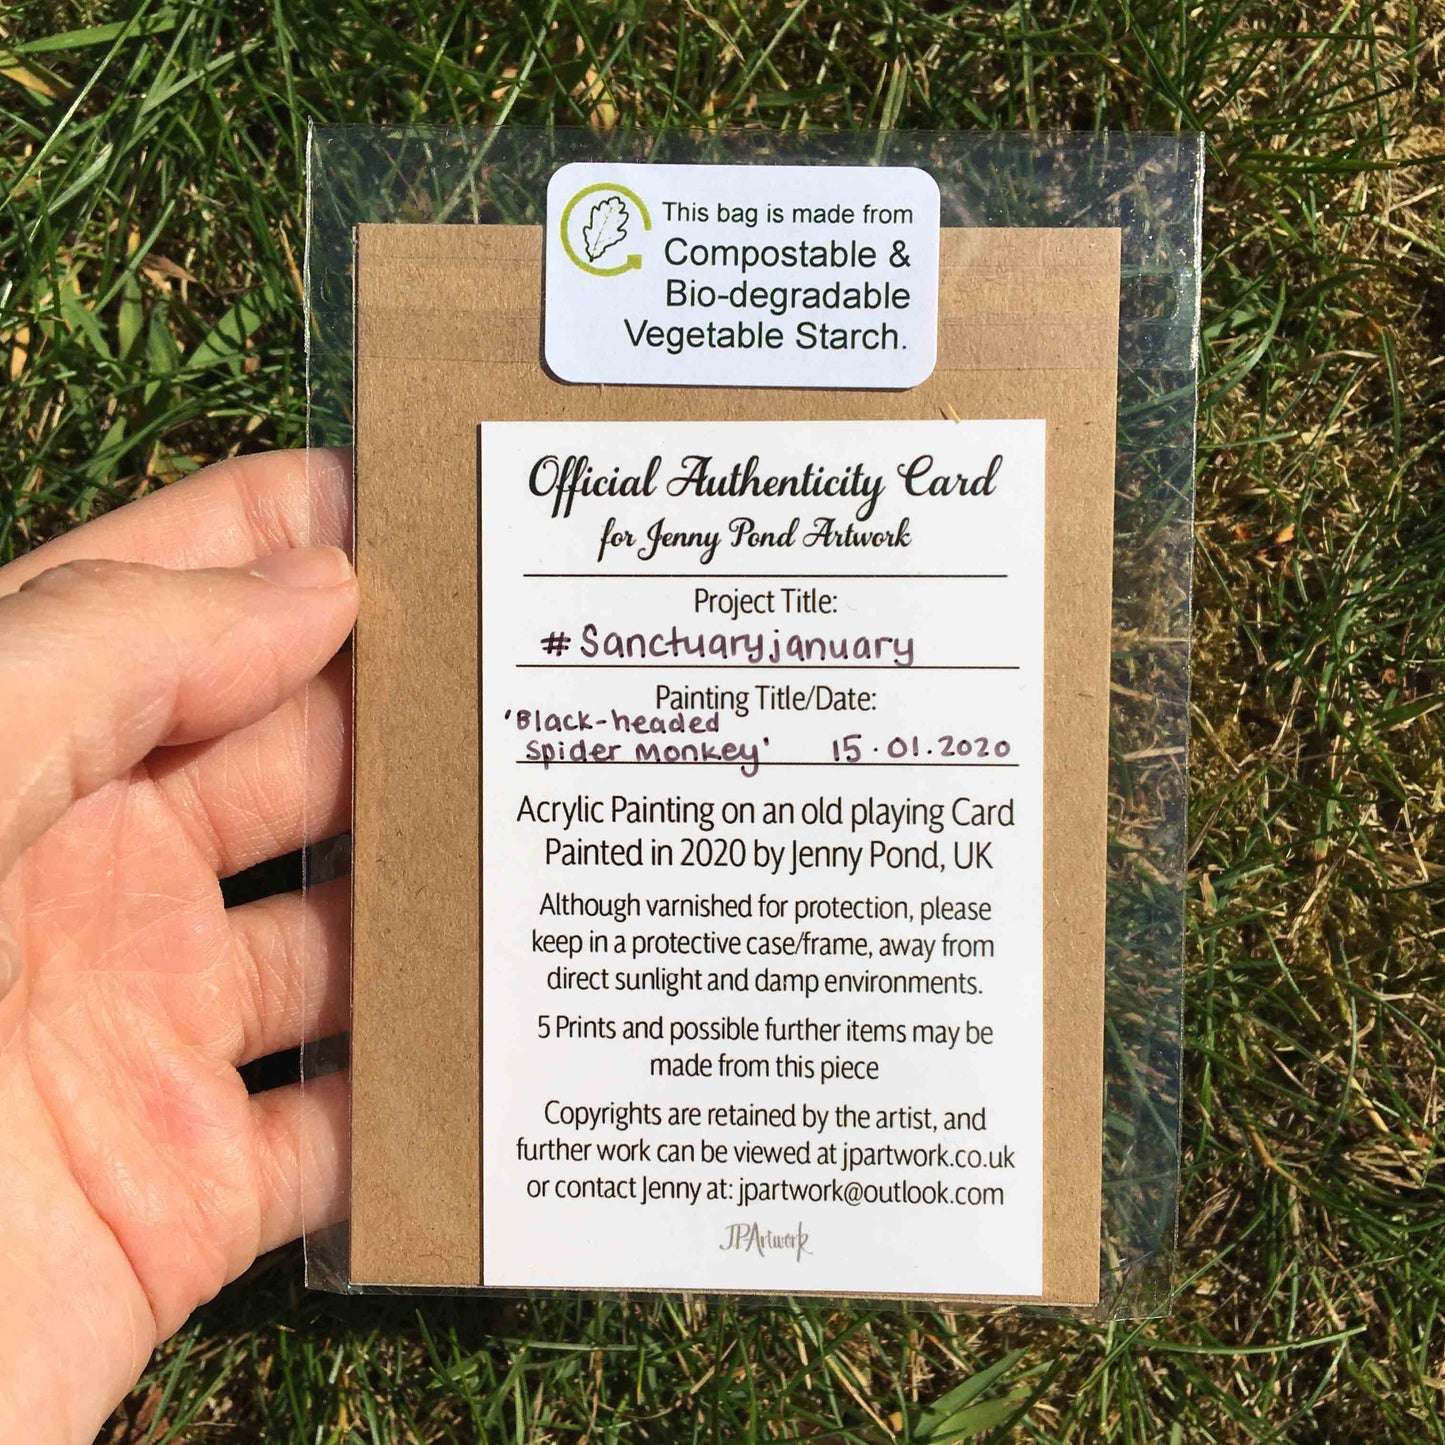 This bag is made from
Compostable &
Bio-degradable
Vegetable Starch.
Official Authenticity Card
for Jenny Pond Artwork
Project Title:
#Sanctuaryjanuary
Painting Title/Date:
'Black-headed
Spider Monkey' 15.01.2020
Acrylic Painting on an old playing Card
Painted in 2020 by Jenny Pond, UK
Although varnished for protection, please
keep in a protective case/frame, away from
direct sunlight and damp environments.
5 Prints and possible further items may be
made from this piece
Copyrights are retained by the artist, and
further work can be viewed at jpartwork.co.uk
or contact Jenny at: jpartwork@outlook.com
JPArtwork